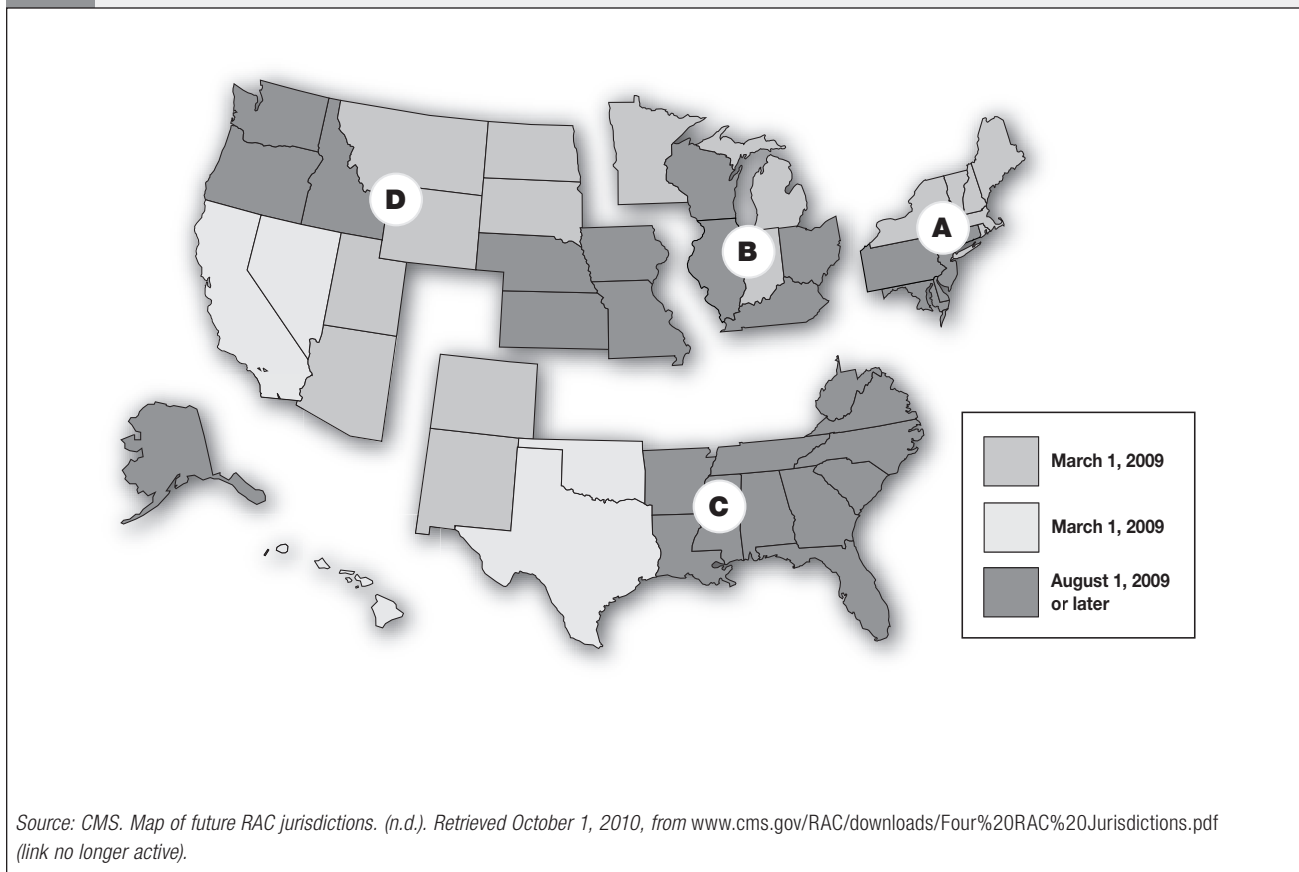 D
B
A
C
March 1, 2009
March 1, 2009
August 1, 2009
or later
Source: CMS. Map of future RAC jurisdictions. (n.d.). Retrieved October 1, 2010, from www.cms.gov/RAC/downloads/Four%20RAC%20Jurisdictions.pdf
(link no longer active).